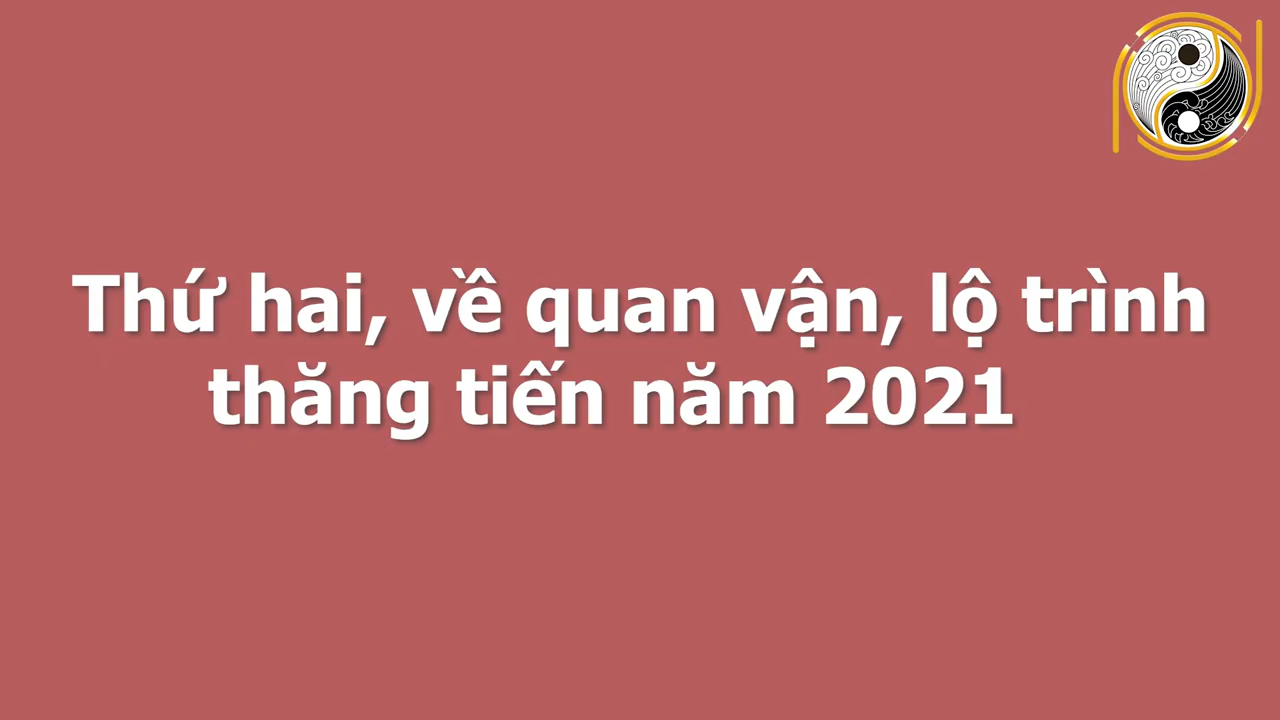 Thứ hai, về quan vận, lộ trình
thăng tiến năm 2021